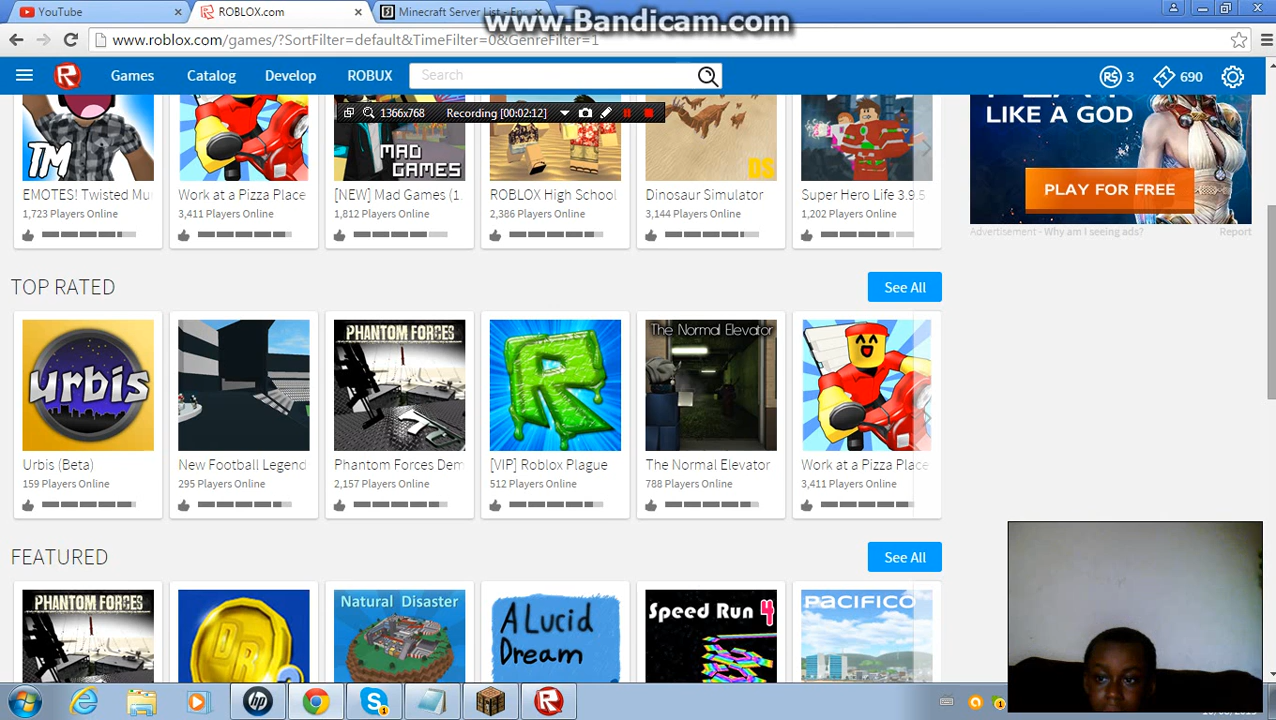 YouTube
ROBLOX.com
Minecraft Server List - En
www.Bandicam.com
www.roblox.com/games/?SortFilter=default&TimeFilter=0&GenreFilter=1
Games
Catalog
Develop
ROBUX
Search
R$ 3
690
1366x768
Recording [00:02:12]
TM
MAD
GAMES
DS
LIKE A GOD
PLAY FOR FREE
Advertisement - Why am I seeing ads?
Report
EMOTES! Twisted Mu
Work at a Pizza Place
[NEW] Mad Games (1.
ROBLOX High School
Dinosaur Simulator
Super Hero Life 3.9.5
1,723 Players Online
3,411 Players Online
1,812 Players Online
2,386 Players Online
3,144 Players Online
1,202 Players Online
TOP RATED
See All
urbis
PHANTOM FORCES
R
The Normal Elevator
Urbis (Beta)
New Football Legend
Phantom Forces Dem
[VIP] Roblox Plague
The Normal Elevator
Work at a Pizza Place
159 Players Online
295 Players Online
2,157 Players Online
512 Players Online
788 Players Online
3,411 Players Online
FEATURED
See All
PHANTOM FORCES
DR
Natural Disaster
A Lucid
Dream
Speed Run 4
PACIFICO
hp